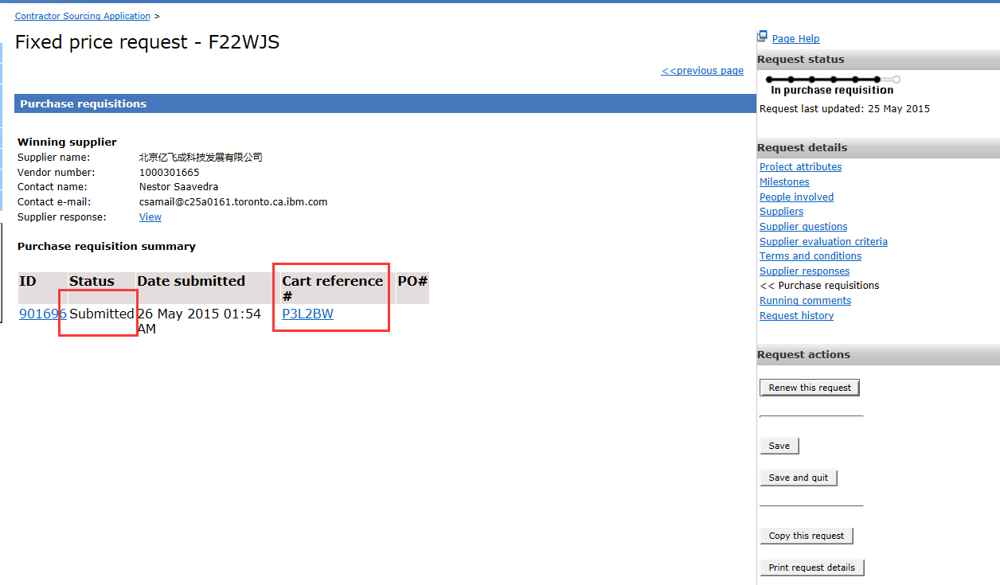 Contractor Sourcing Application >
Fixed price request - F22WJS
<<previous page
Purchase requisitions
Winning supplier
Supplier name: 北京亿飞成科技发展有限公司
Vendor number: 1000301665
Contact name: Nestor Saavedra
Contact e-mail: csamail@c25a0161.toronto.ca.ibm.com
Supplier response: View
Purchase requisition summary
ID Status Date submitted Cart reference # PO#
901696 Submitted 26 May 2015 01:54 AM P3L2BW
Page Help
Request status
In purchase requisition
Request last updated: 25 May 2015
Request details
Project attributes
Milestones
People involved
Suppliers
Supplier questions
Supplier evaluation criteria
Terms and conditions
Supplier responses
<< Purchase requisitions
Running comments
Request history
Request actions
Renew this request
Save
Save and quit
Copy this request
Print request details